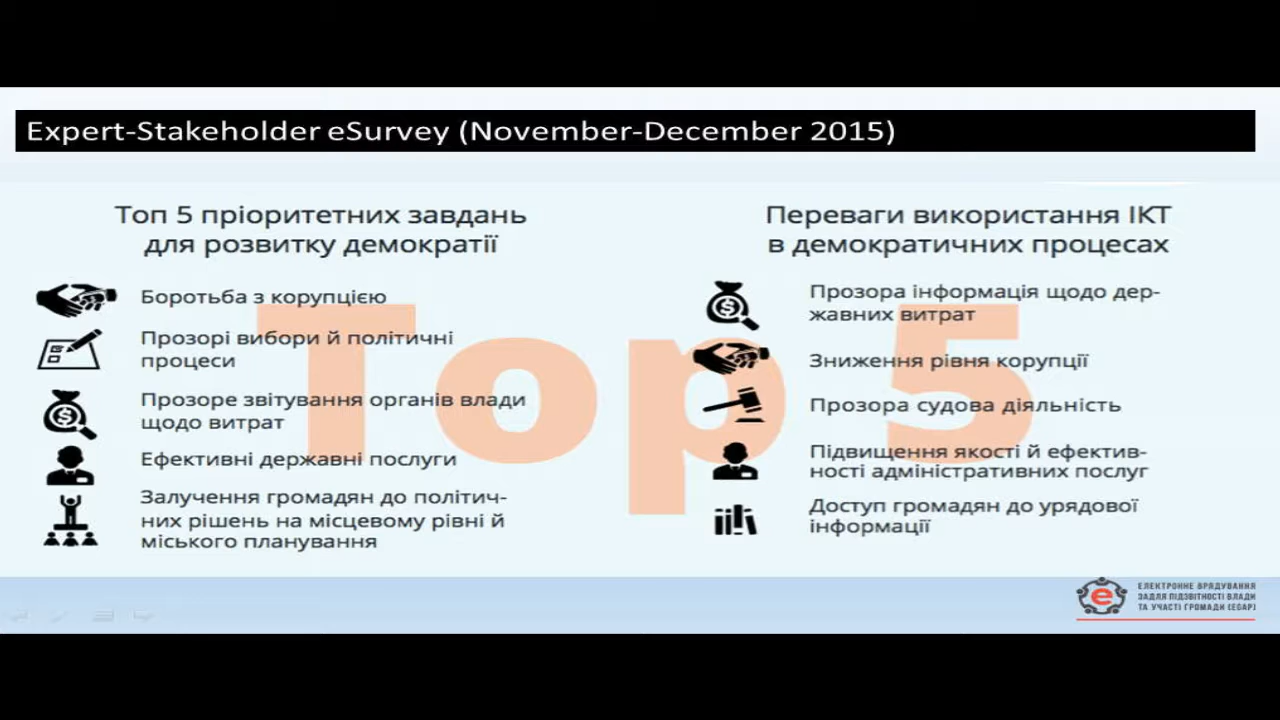 Expert-Stakeholder eSurvey (November-December 2015)
Топ 5 пріоритетних завдань
для розвитку демократії
Боротьба з корупцією
Прозорі вибори й політичні
процеси
Прозоре звітування органів влади
щодо витрат
Ефективні державні послуги
Залучення громадян до політич-
них рішень на місцевому рівні й
міського планування
Переваги використання ІКТ
в демократичних процесах
Прозора інформація щодо дер-
жавних витрат
Зниження рівня корупції
Прозора судова діяльність
Підвищення якості й ефектив-
ності адміністративних послуг
Доступ громадян до урядової
інформації
Top 5
e
ЕЛЕКТРОННЕ ВРЯДУВАННЯ
ЗАДЛЯ ПІДЗВІТНОСТІ ВЛАДИ
ТА УЧАСТІ ГРОМАДИ (EGAP)